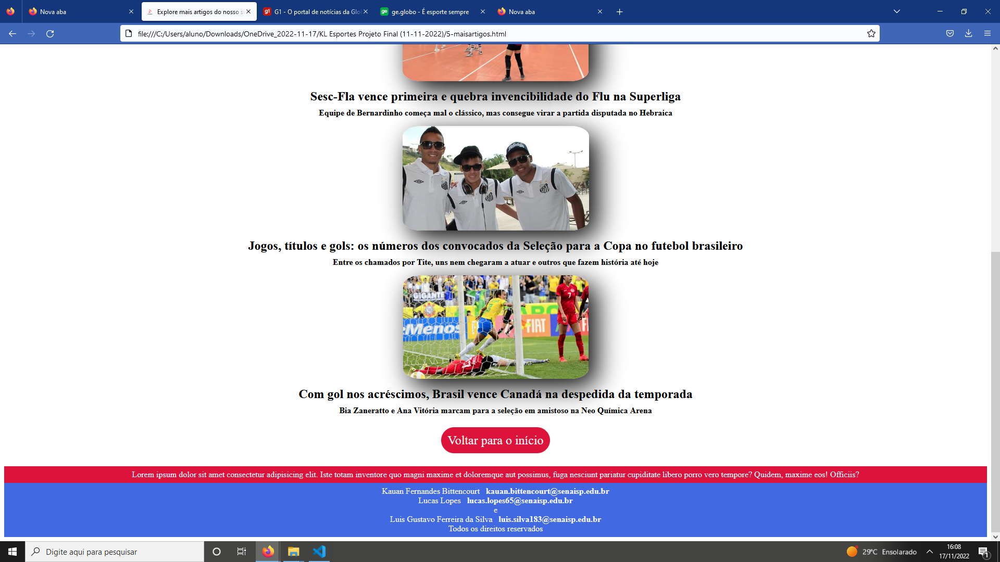 Nova aba
Explore mais artigos do nosso s
G1 - O portal de notícias da Glo
ge.globo - É esporte sempre
Nova aba
file:///C:/Users/aluno/Downloads/OneDrive_2022-11-17/KL Esportes Projeto Final (11-11-2022)/5-maisartigos.html
Sesc-Fla vence primeira e quebra invencibilidade do Flu na Superliga
Equipe de Bernardinho começa mal o clássico, mas consegue virar a partida disputada no Hebraica
Jogos, títulos e gols: os números dos convocados da Seleção para a Copa no futebol brasileiro
Entre os chamados por Tite, uns nem chegaram a atuar e outros que fazem história até hoje
GIGANTE
eMenos
FIAT
7
Com gol nos acréscimos, Brasil vence Canadá na despedida da temporada
Bia Zaneratto e Ana Vitória marcam para a seleção em amistoso na Neo Química Arena
Voltar para o início
Lorem ipsum dolor sit amet consectetur adipisicing elit. Iste totam inventore quo magni maxime et doloremque aut possimus, fuga nesciunt pariatur cupiditate libero porro vero tempore? Quidem, maxime eos! Officiis?
Kauan Fernandes Bittencourt kauan.bittencourt@senaisp.edu.br
Lucas Lopes lucas.lopes65@senaisp.edu.br
e
Luis Gustavo Ferreira da Silva luis.silva183@senaisp.edu.br
Todos os direitos reservados
Digite aqui para pesquisar
29°C Ensolarado
16:08
17/11/2022
1